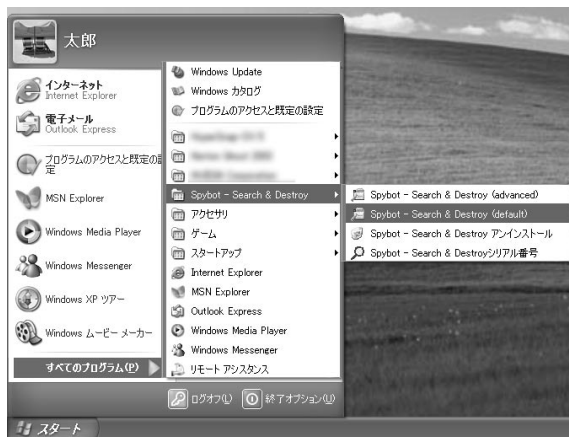 太郎
インターネット
Internet Explorer
電子メール
Outlook Express
プログラムのアクセスと既定の
定
MSN Explorer
Windows Media Player
Windows Messenger
Windows XP ツアー
Windows ムービー メーカー
すべてのプログラム(P)
Windows Update
Windows カタログ
プログラムのアクセスと既定の設定
Spybot - Search & Destroy
アクセサリ
ゲーム
スタートアップ
Internet Explorer
MSN Explorer
Outlook Express
Windows Media Player
Windows Messenger
リモート アシスタンス
Spybot - Search & Destroy (advanced)
Spybot - Search & Destroy (default)
Spybot - Search & Destroy アンインストール
Spybot - Search & Destroyシリアル番号
ログオフ(L)
終了オプション(U)
スタート